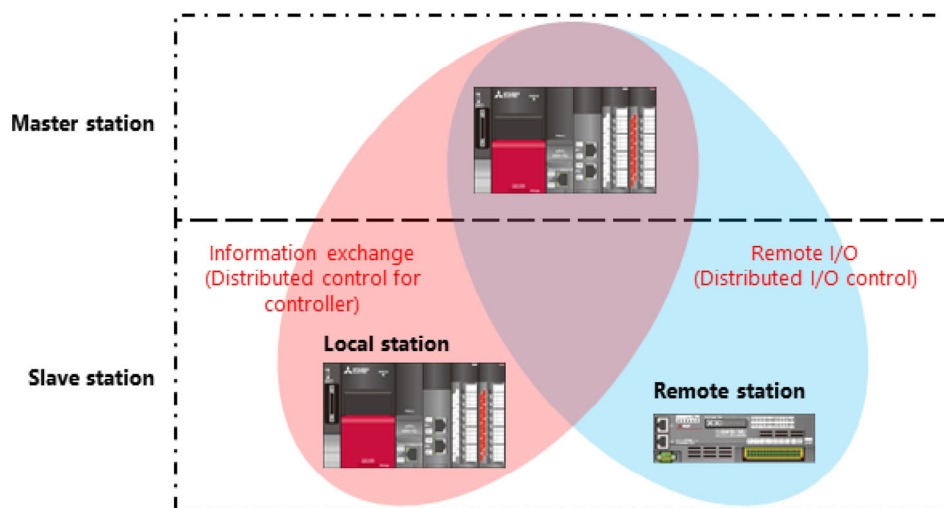 Master station
Information exchange
(Distributed control for
controller)
Remote I/O
(Distributed I/O control)
Slave station
Local station
Remote station